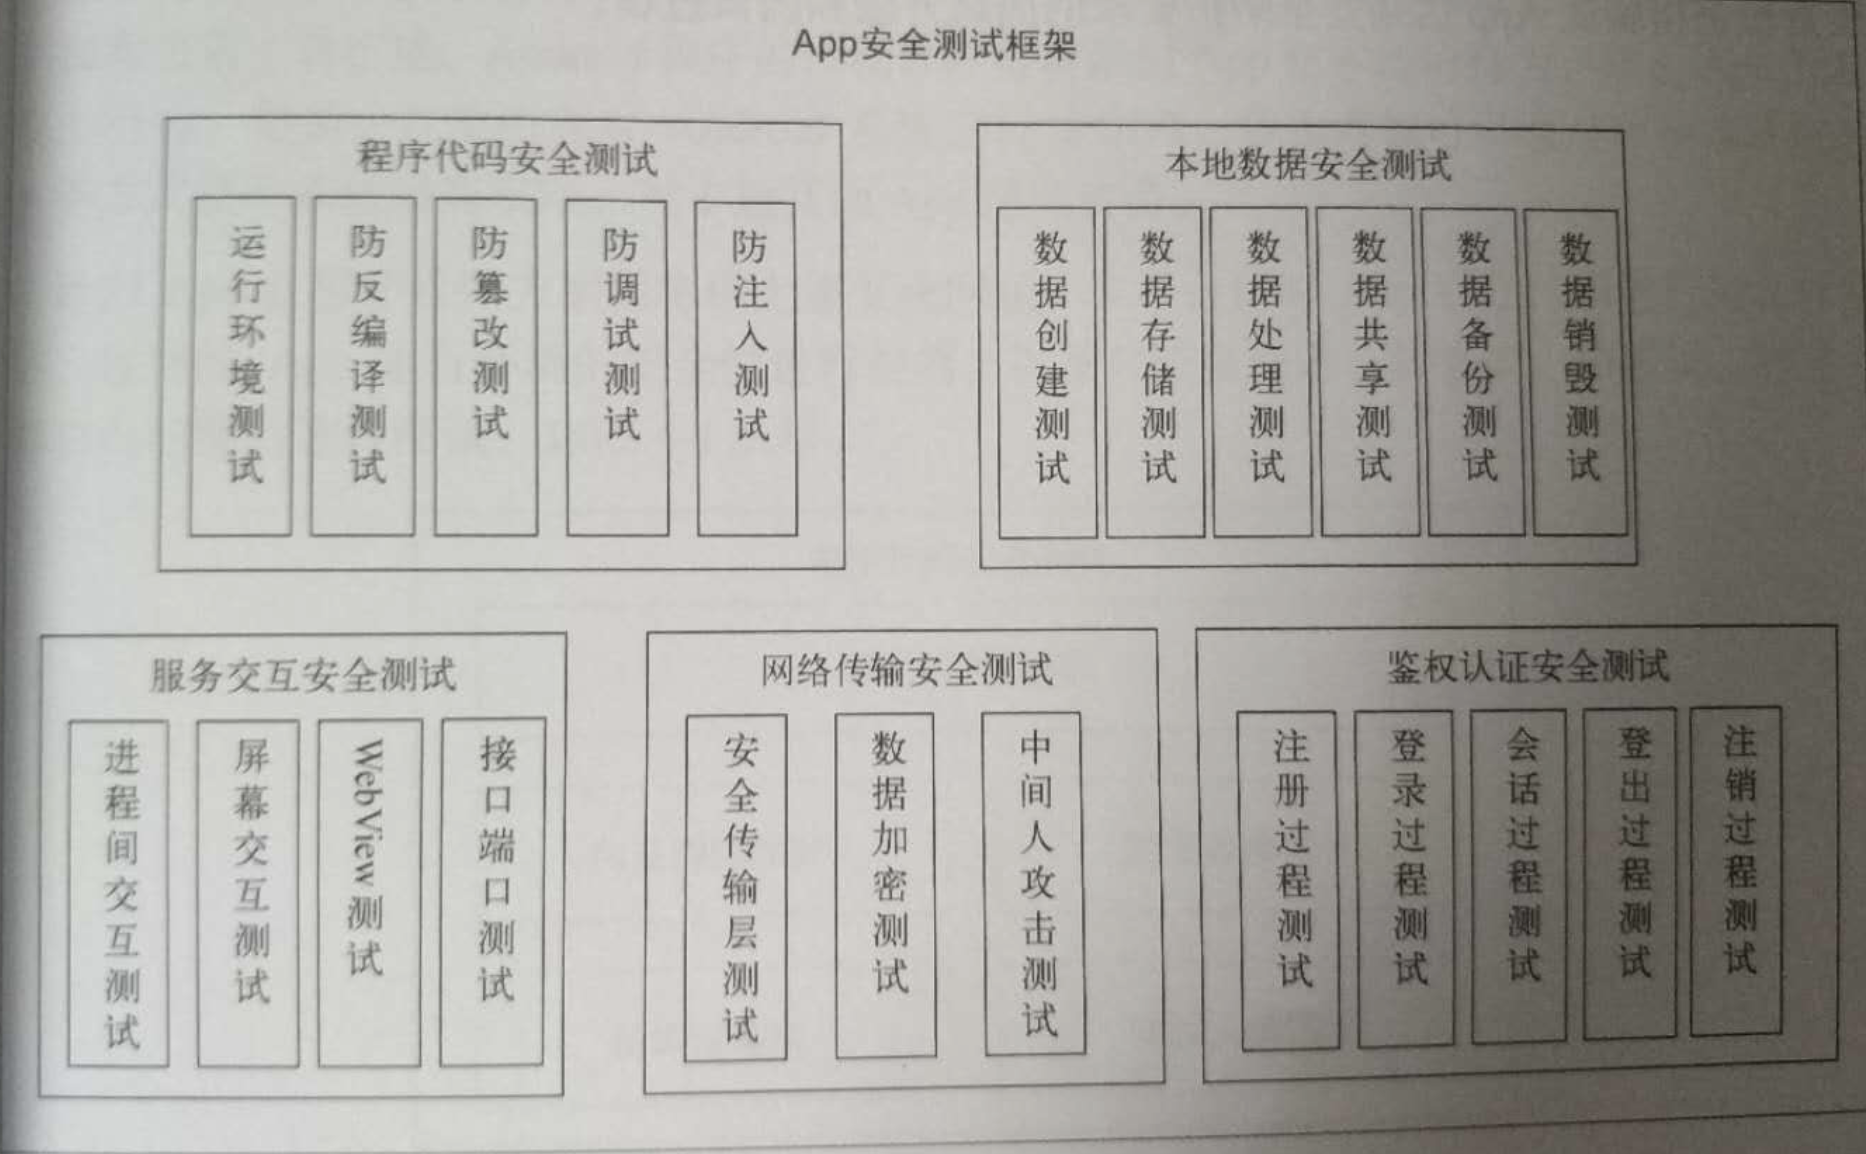 App安全测试框架
程序代码安全测试
运行环境测试
防反编译测试
防篡改测试
防调试测试
防注入测试
本地数据安全测试
数据创建测试
数据存储测试
数据处理测试
数据共享测试
数据备份测试
数据销毁测试
服务交互安全测试
进程间交互测试
屏幕交互测试
WebView测试
接口端口测试
网络传输安全测试
安全传输层测试
数据加密测试
中间人攻击测试
鉴权认证安全测试
注册过程测试
登录过程测试
会话过程测试
登出过程测试
注销过程测试